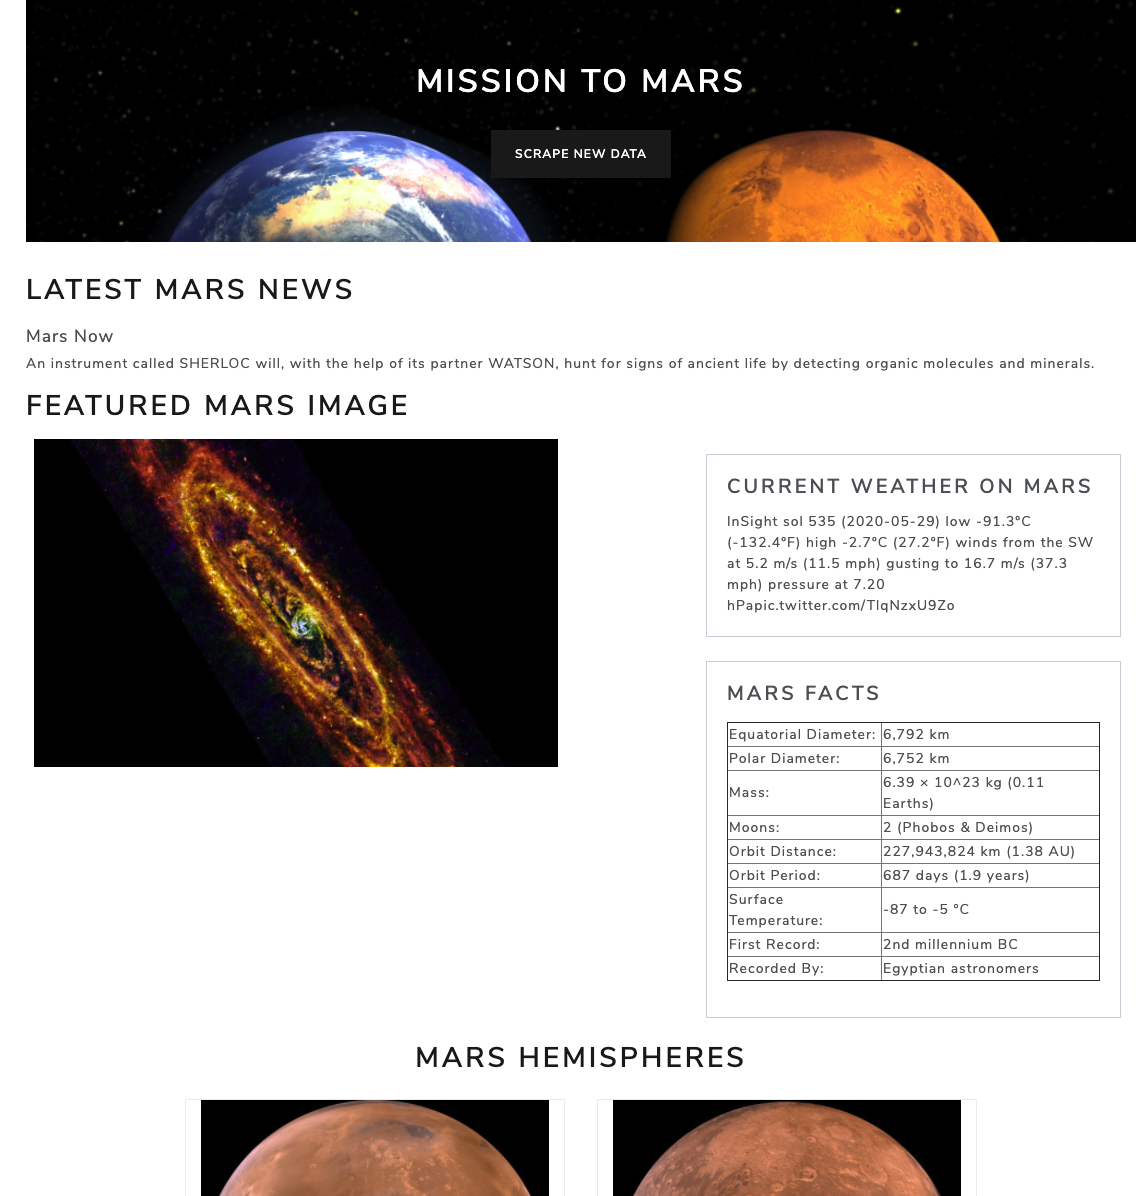 MISSION TO MARS
SCRAPE NEW DATA
LATEST MARS NEWS
Mars Now
An instrument called SHERLOC will, with the help of its partner WATSON, hunt for signs of ancient life by detecting organic molecules and minerals.
FEATURED MARS IMAGE
CURRENT WEATHER ON MARS
InSight sol 535 (2020-05-29) low -91.3ºC
(-132.4ºF) high -2.7ºC (27.2ºF) winds from the SW
at 5.2 m/s (11.5 mph) gusting to 16.7 m/s (37.3
mph) pressure at 7.20
hPapic.twitter.com/TlqNzxU9Zo
MARS FACTS
Equatorial Diameter: 6,792 km
Polar Diameter: 6,752 km
Mass: 6.39 × 10^23 kg (0.11
Earths)
Moons: 2 (Phobos & Deimos)
Orbit Distance: 227,943,824 km (1.38 AU)
Orbit Period: 687 days (1.9 years)
Surface
Temperature: -87 to -5 °C
First Record: 2nd millennium BC
Recorded By: Egyptian astronomers
MARS HEMISPHERES